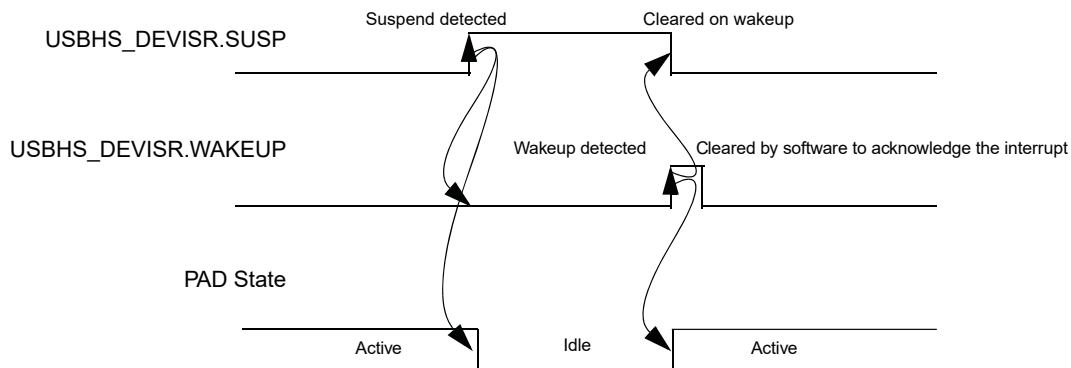 Suspend detected
Cleared on wakeup
USBHS_DEVISR.SUSP
USBHS_DEVISR.WAKEUP
Wakeup detected
Cleared by software to acknowledge the interrupt
PAD State
Active
Idle
Active